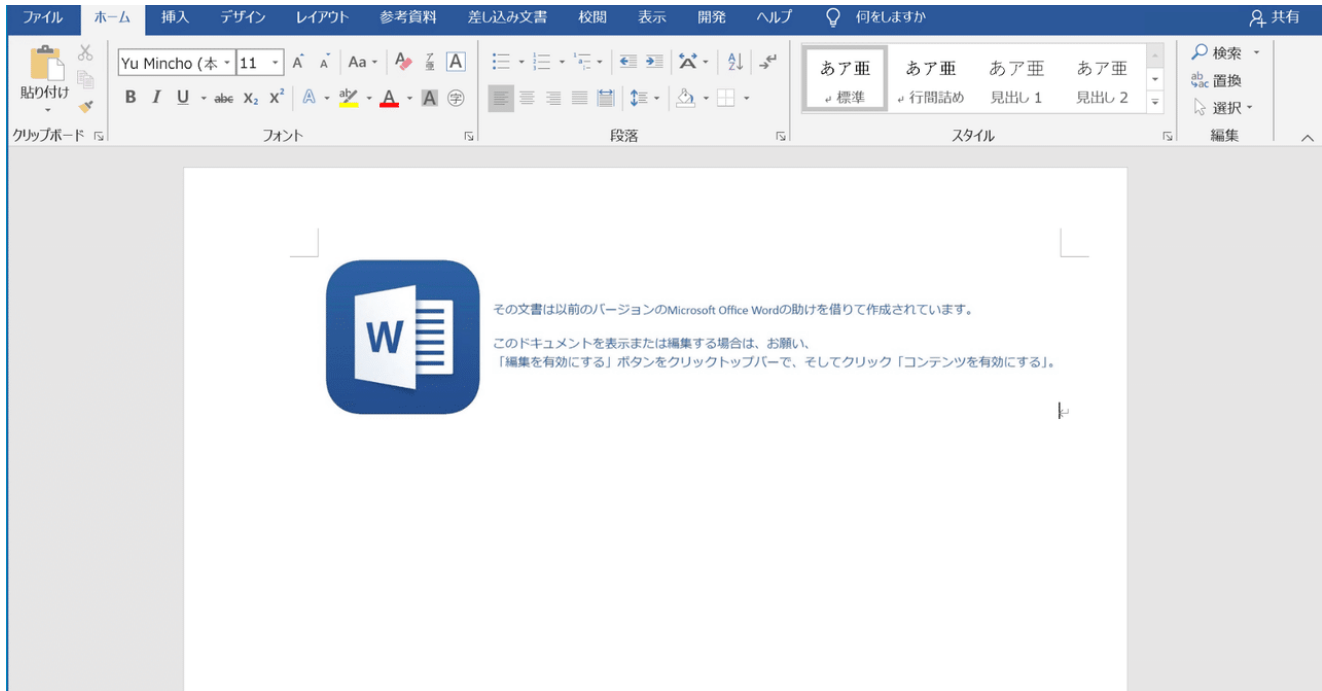 ファイル ホーム 挿入 デザイン レイアウト 参考資料 差し込み文書 校閲 表示 開発 ヘルプ 何をしますか 共有
貼り付け
クリップボード
Yu Mincho (本 11 A A Aa ア亜 A
B I U abc X₂ X² A aby A A 字
フォント
段落
あア亜 あア亜 あア亜 あア亜
標準 行間詰め 見出し 1 見出し 2
スタイル
検索
置換
選択
編集
W
その文書は以前のバージョンのMicrosoft Office Wordの助けを借りて作成されています。
このドキュメントを表示または編集する場合は、お願い、
「編集を有効にする」ボタンをクリックトップバーで、そしてクリック「コンテンツを有効にする」。